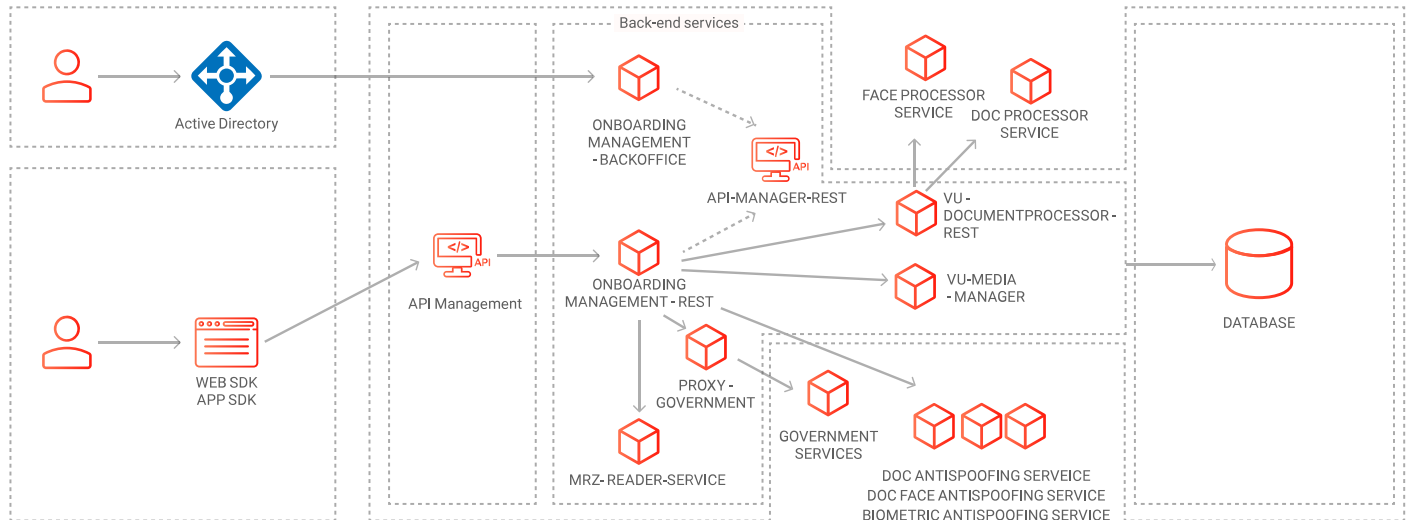 Back-end services
Active Directory
ONBOARDING
MANAGEMENT
- BACKOFFICE
</>
API
API-MANAGER-REST
FACE PROCESSOR
SERVICE
DOC PROCESSOR
SERVICE
VU -
DOCUMENTPROCESSOR -
REST
</>
API
API Management
ONBOARDING
MANAGEMENT - REST
VU-MEDIA
- MANAGER
DATABASE
WEB SDK
APP SDK
PROXY -
GOVERNMENT
GOVERNMENT
SERVICES
MRZ- READER-SERVICE
DOC ANTISPOOFING SERVEICE
DOC FACE ANTISPOOFING SERVICE
BIOMETRIC ANTISPOOFING SERVICE